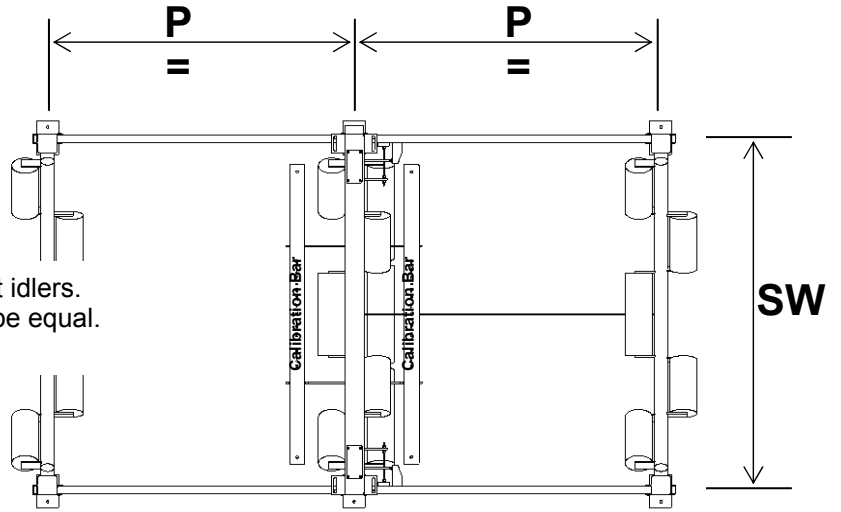 P P
= =
Calibration Bar
Calibration Bar
t idlers.
be equal.
SW